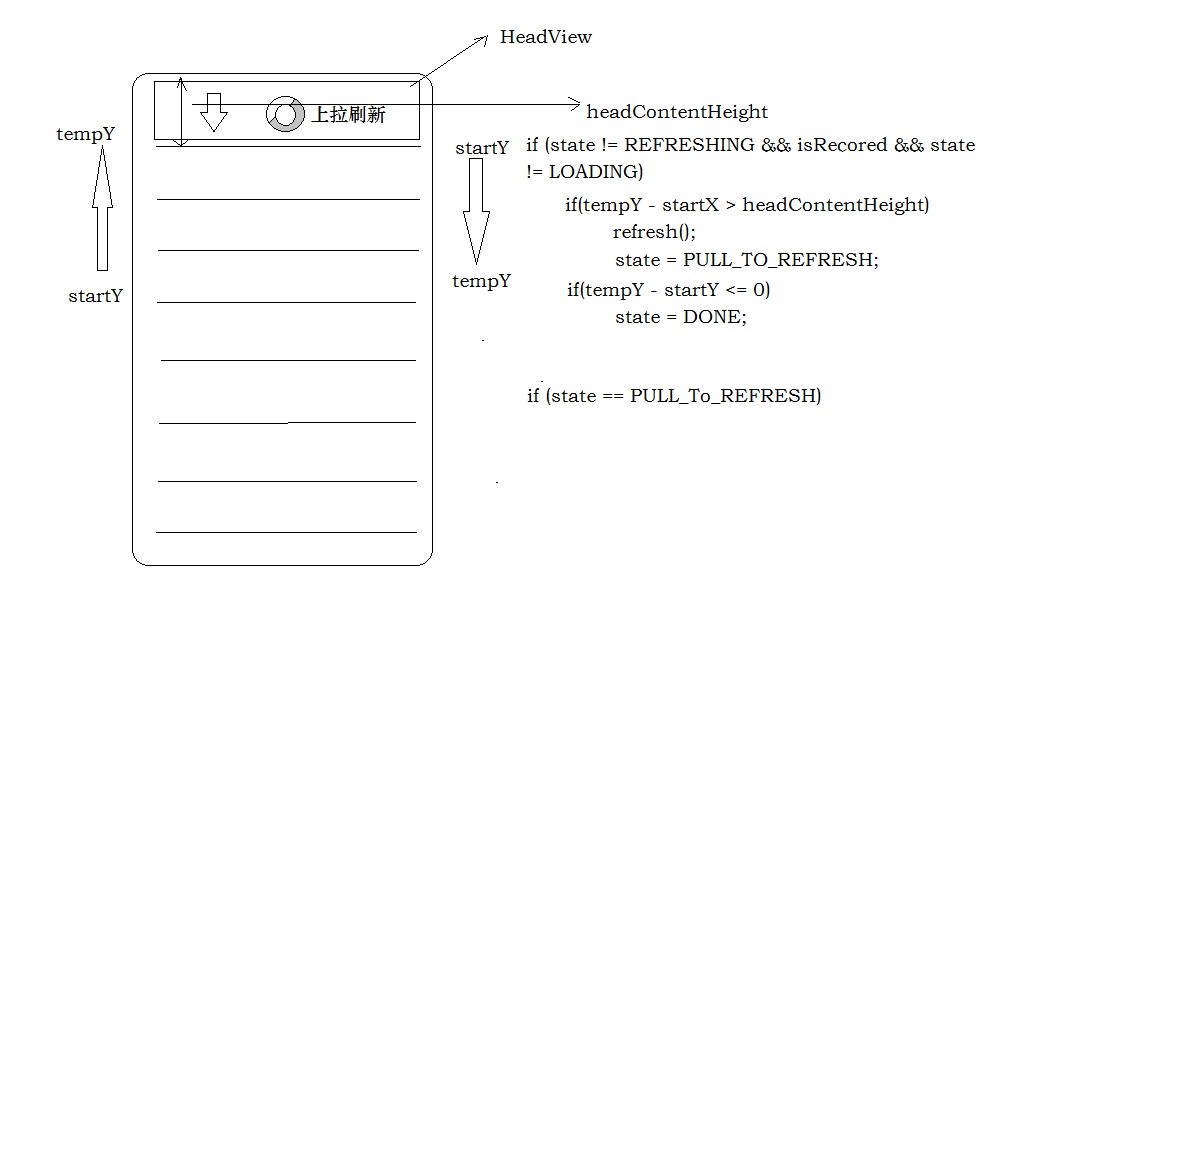 HeadView
上拉刷新
headContentHeight
tempY
startY
startY
tempY
if (state != REFRESHING && isRecored && state
!= LOADING)
if(tempY - startX > headContentHeight)
refresh();
state = PULL_TO_REFRESH;
if(tempY - startY <= 0)
state = DONE;
if (state == PULL_To_REFRESH)